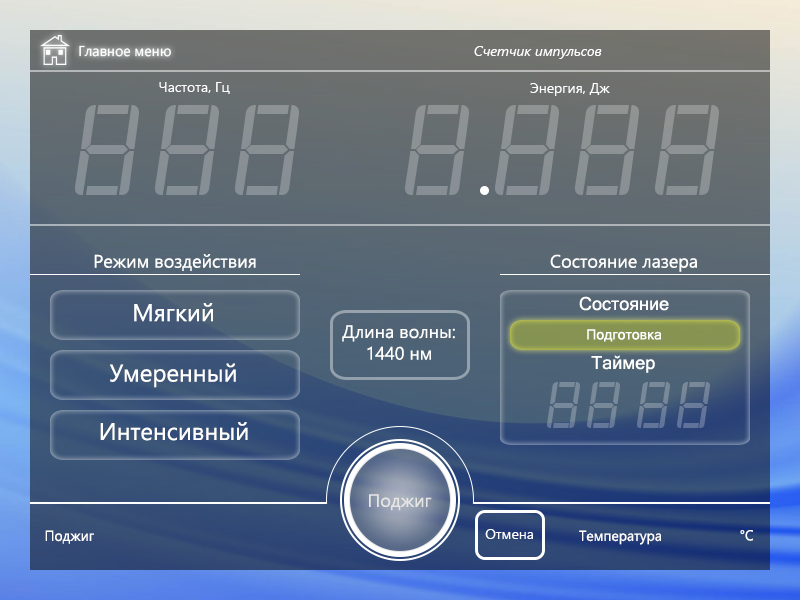 Главное меню
Счетчик импульсов
Частота, Гц
Энергия, Дж
Режим воздействия
Состояние лазера
Мягкий
Умеренный
Интенсивный
Длина волны:
1440 нм
Состояние
Подготовка
Таймер
Поджиг
Поджиг
Отмена
Температура
°C